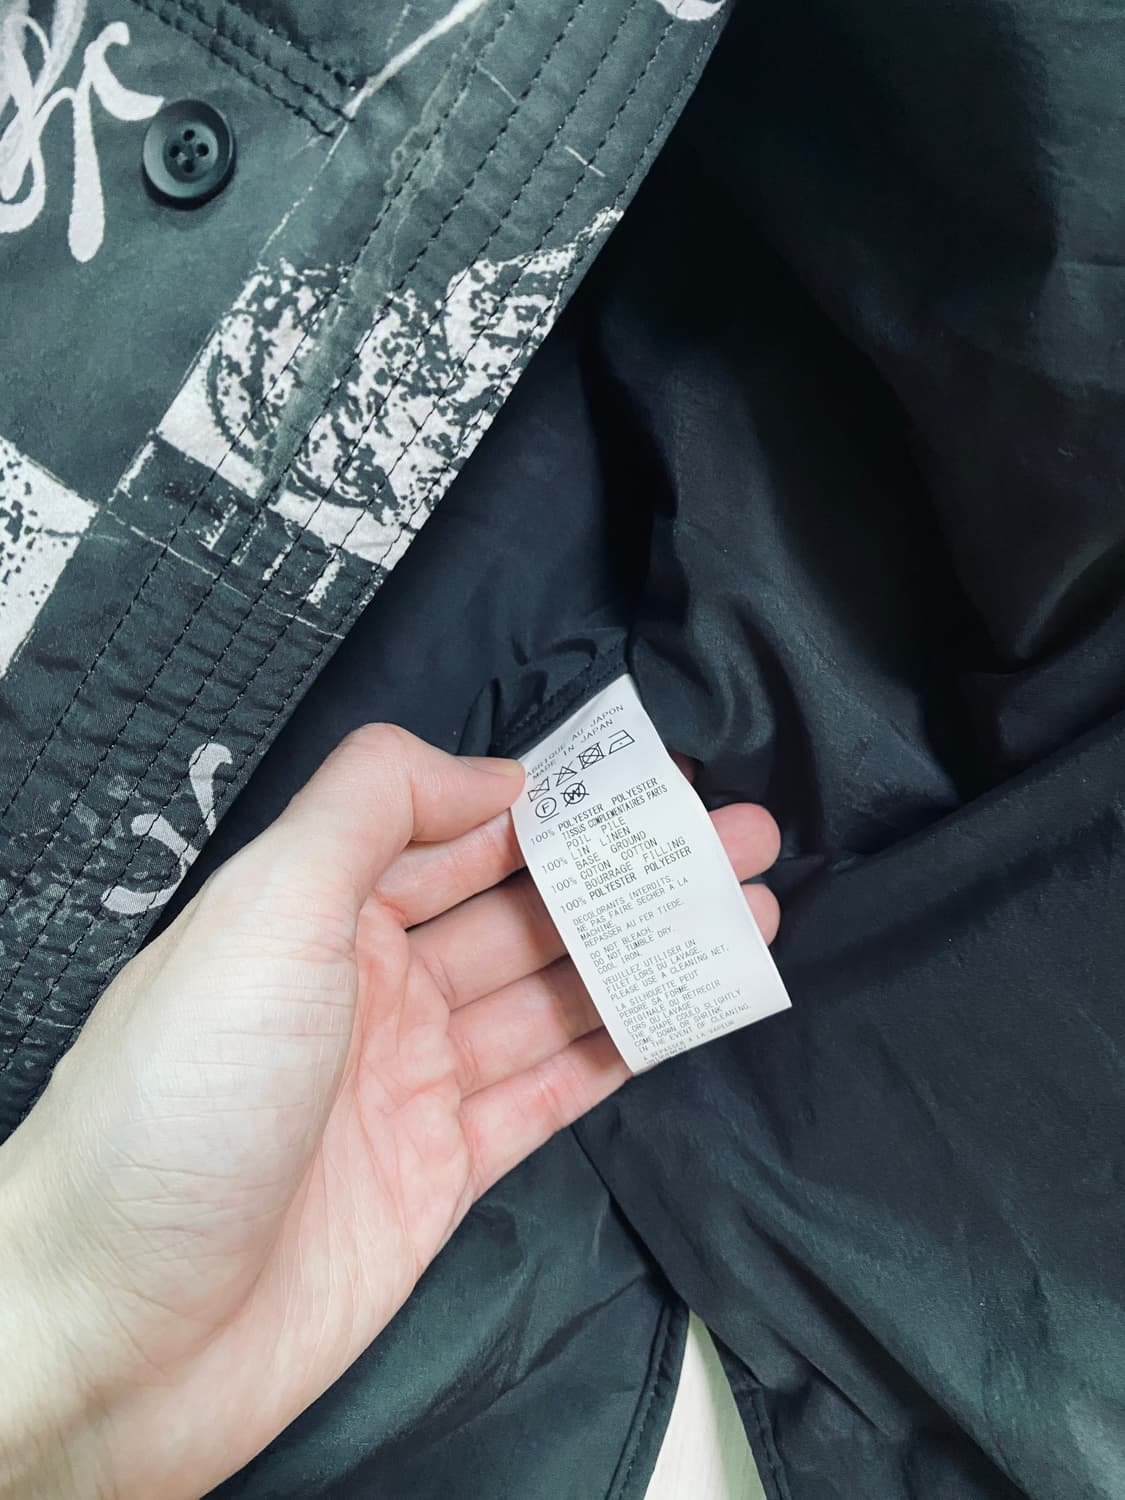 FABRIQUE AU JAPON
MADE IN JAPAN
100% POLYESTER POLYESTER
TISSUS COMPLEMENTAIRES PARTS
POIL PILE
100% LIN LINEN
BASE GROUND
100% COTON COTTON
BOURRAGE FILLING
100% POLYESTER POLYESTER
DECOLORANTS INTERDITS.
NE PAS FAIRE SECHER A LA
MACHINE.
REPASSER AU FER TIEDE.
DO NOT BLEACH.
DO NOT TUMBLE DRY.
COOL IRON.
VEUILLEZ UTILISER UN
FILET LORS DU LAVAGE.
PLEASE USE A CLEANING NET.
LA SILHOUETTE PEUT
PERDRE SA FORME
ORIGINALE OU RETRECIR
LORS DU LAVAGE.
THE SHAPE COULD SLIGHTLY
COME DOWN OR SHRINK
IN THE EVENT OF CLEANING.
A REPASSER A LA VAPEUR